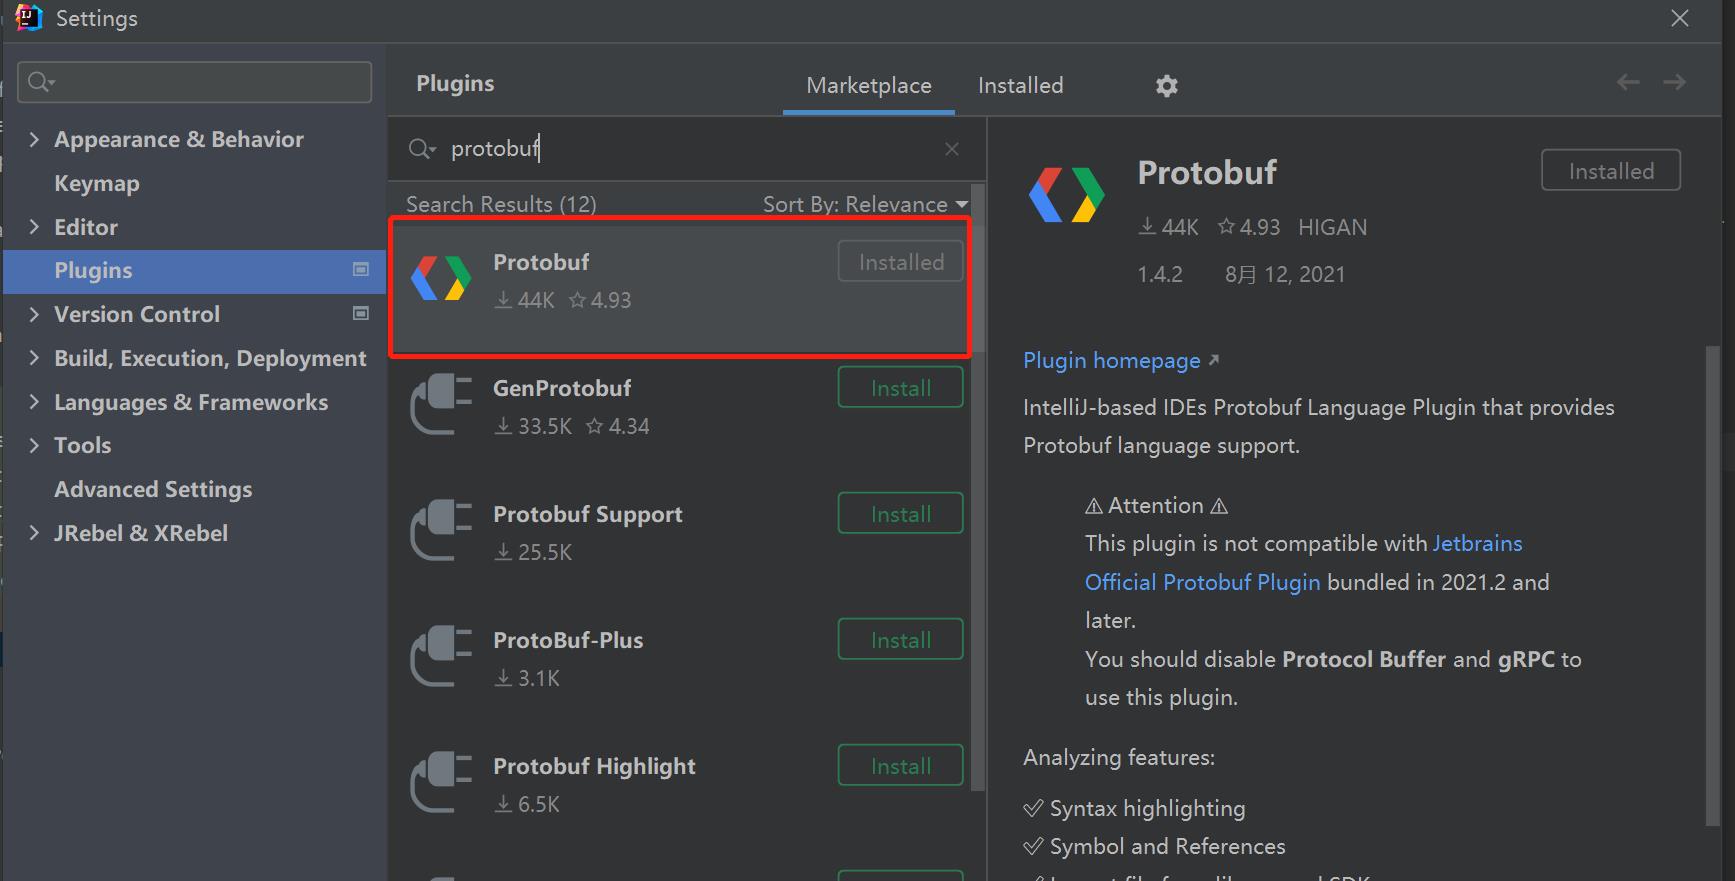 Settings
Plugins
Marketplace
Installed
Appearance & Behavior
Keymap
Editor
Plugins
Version Control
Build, Execution, Deployment
Languages & Frameworks
Tools
Advanced Settings
JRebel & XRebel
protobuf
Search Results (12)
Sort By: Relevance
Protobuf
Installed
44K
4.93
GenProtobuf
Install
33.5K
4.34
Protobuf Support
Install
25.5K
ProtoBuf-Plus
Install
3.1K
Protobuf Highlight
Install
6.5K
Protobuf
Installed
44K
4.93
HIGAN
1.4.2
8月 12, 2021
Plugin homepage
IntelliJ-based IDEs Protobuf Language Plugin that provides
Protobuf language support.
⚠ Attention ⚠
This plugin is not compatible with Jetbrains
Official Protobuf Plugin bundled in 2021.2 and
later.
You should disable Protocol Buffer and gRPC to
use this plugin.
Analyzing features:
Syntax highlighting
Symbol and References